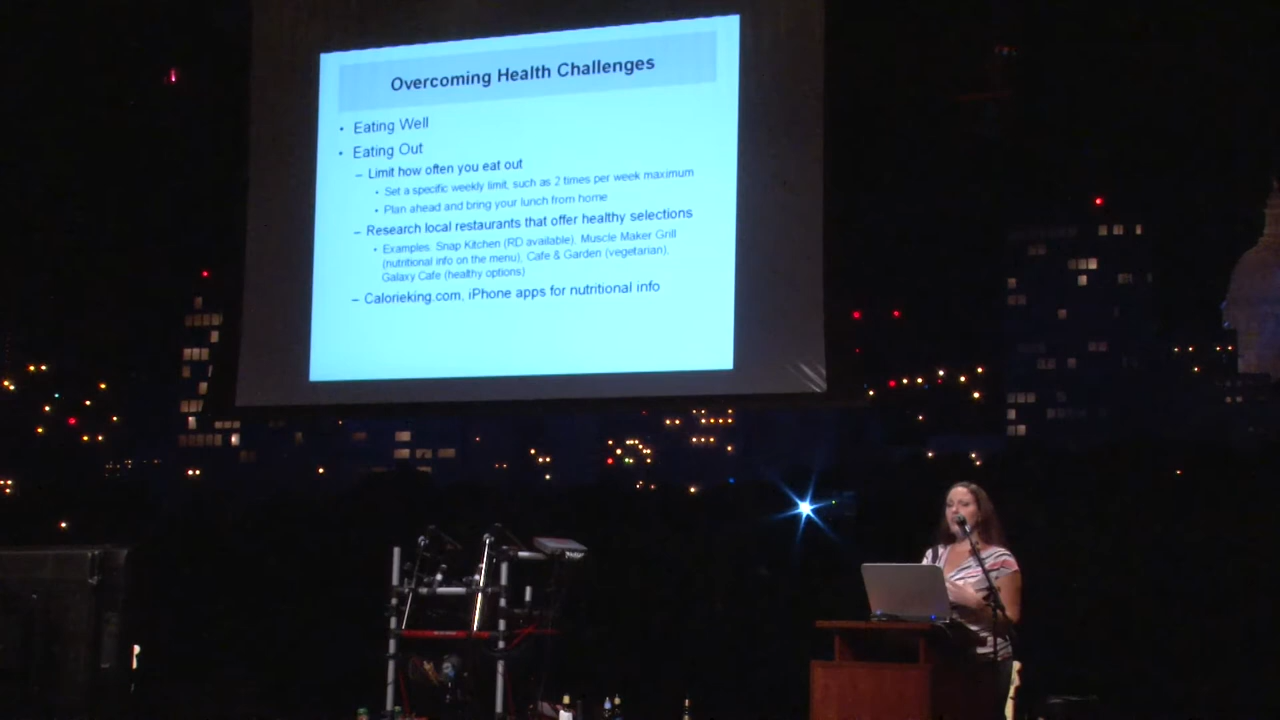 Overcoming Health Challenges
• Eating Well
• Eating Out
– Limit how often you eat out
• Set a specific weekly limit, such as 2 times per week maximum
• Plan ahead and bring your lunch from home
– Research local restaurants that offer healthy selections
• Examples: Snap Kitchen (RD available), Muscle Maker Grill
(nutritional info on the menu), Cafe & Garden (vegetarian),
Galaxy Cafe (healthy options)
– Calorieking.com, iPhone apps for nutritional info